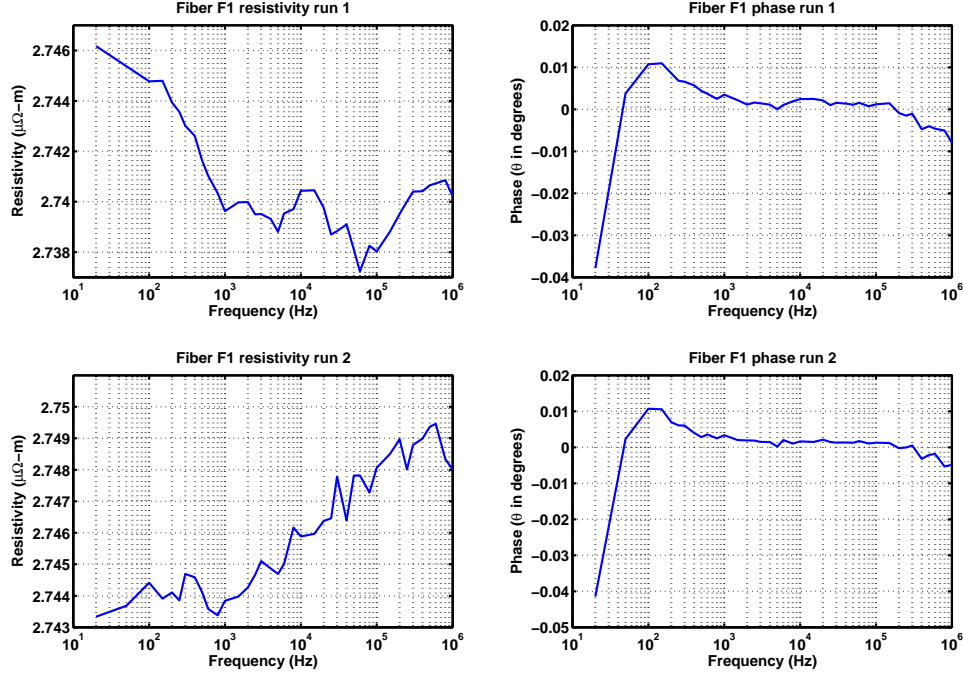 Fiber F1 resistivity run 1
Resistivity (μΩ−m)
2.746
2.744
2.742
2.74
2.738
10^1 10^2 10^3 10^4 10^5 10^6
Frequency (Hz)
Fiber F1 phase run 1
Phase (θ in degrees)
0.02
0.01
0
−0.01
−0.02
−0.03
−0.04
10^1 10^2 10^3 10^4 10^5 10^6
Frequency (Hz)
Fiber F1 resistivity run 2
Resistivity (μΩ−m)
2.75
2.749
2.748
2.747
2.746
2.745
2.744
2.743
10^1 10^2 10^3 10^4 10^5 10^6
Frequency (Hz)
Fiber F1 phase run 2
Phase (θ in degrees)
0.02
0.01
0
−0.01
−0.02
−0.03
−0.04
−0.05
10^1 10^2 10^3 10^4 10^5 10^6
Frequency (Hz)